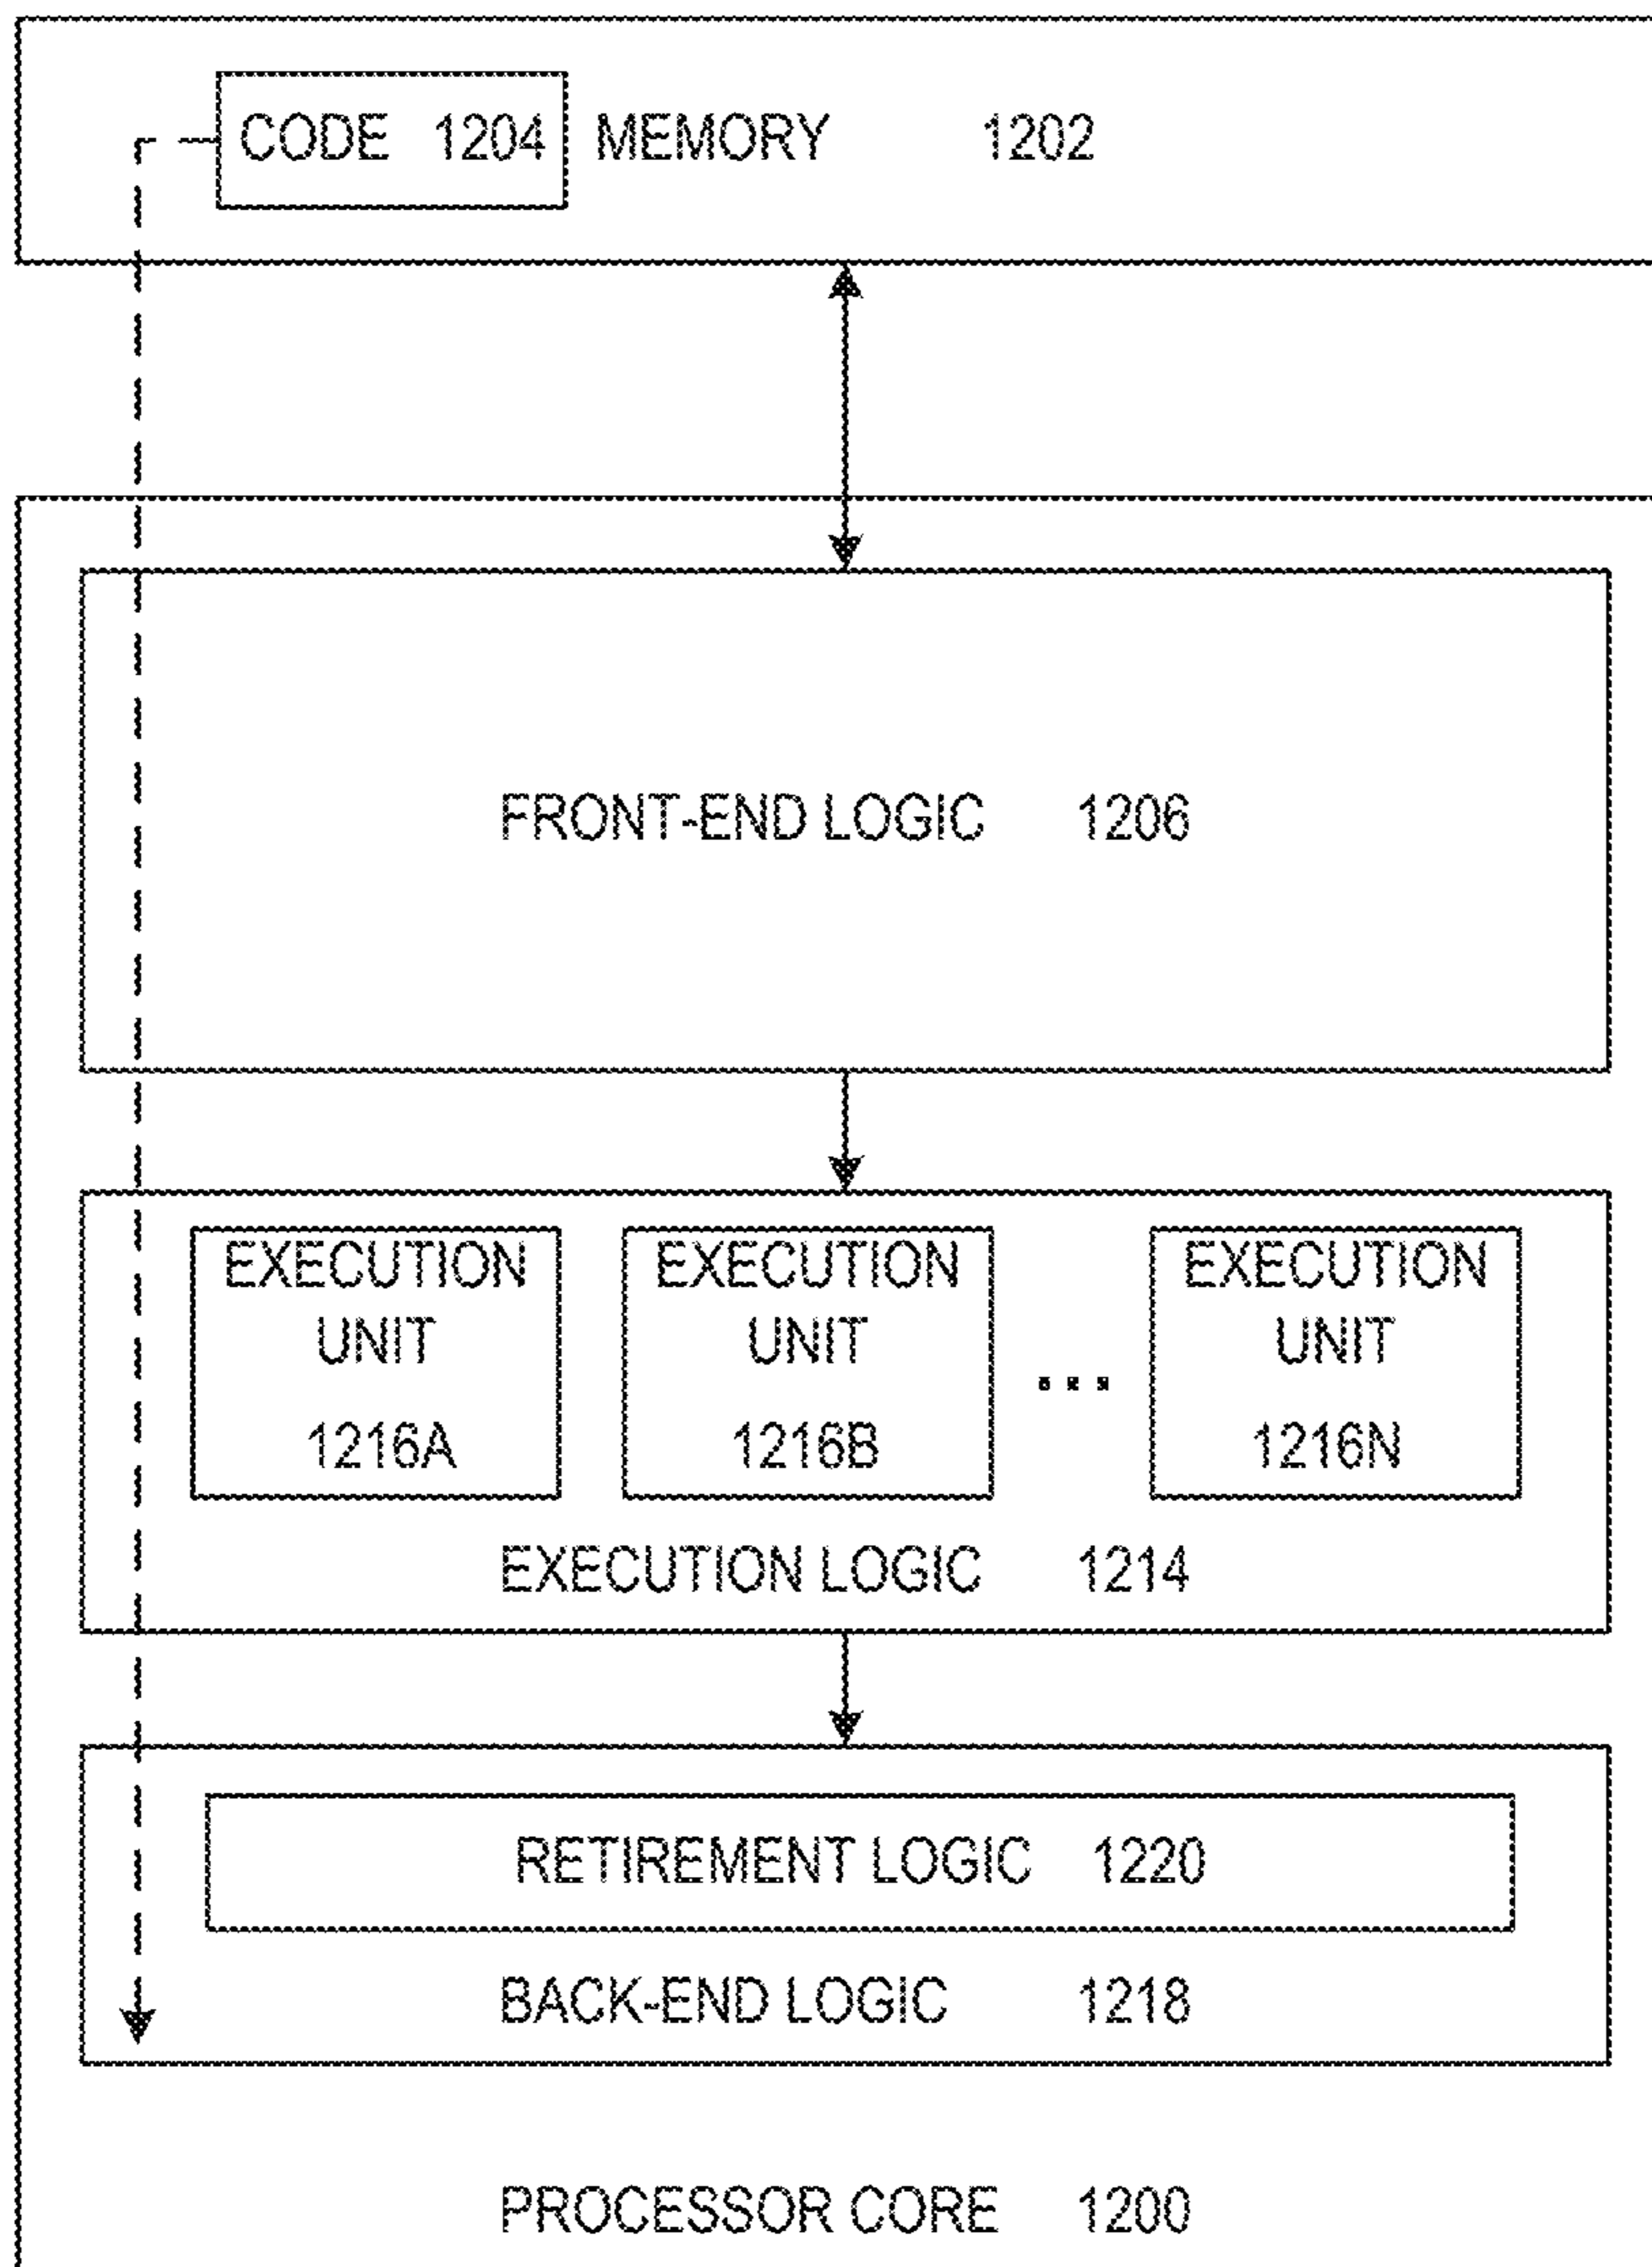 CODE 1204 MEMORY 1202
FRONT-END LOGIC 1206
EXECUTION
UNIT
1216A
EXECUTION
UNIT
1216B
...
EXECUTION
UNIT
1216N
EXECUTION LOGIC 1214
RETIREMENT LOGIC 1220
BACK-END LOGIC 1218
PROCESSOR CORE 1200